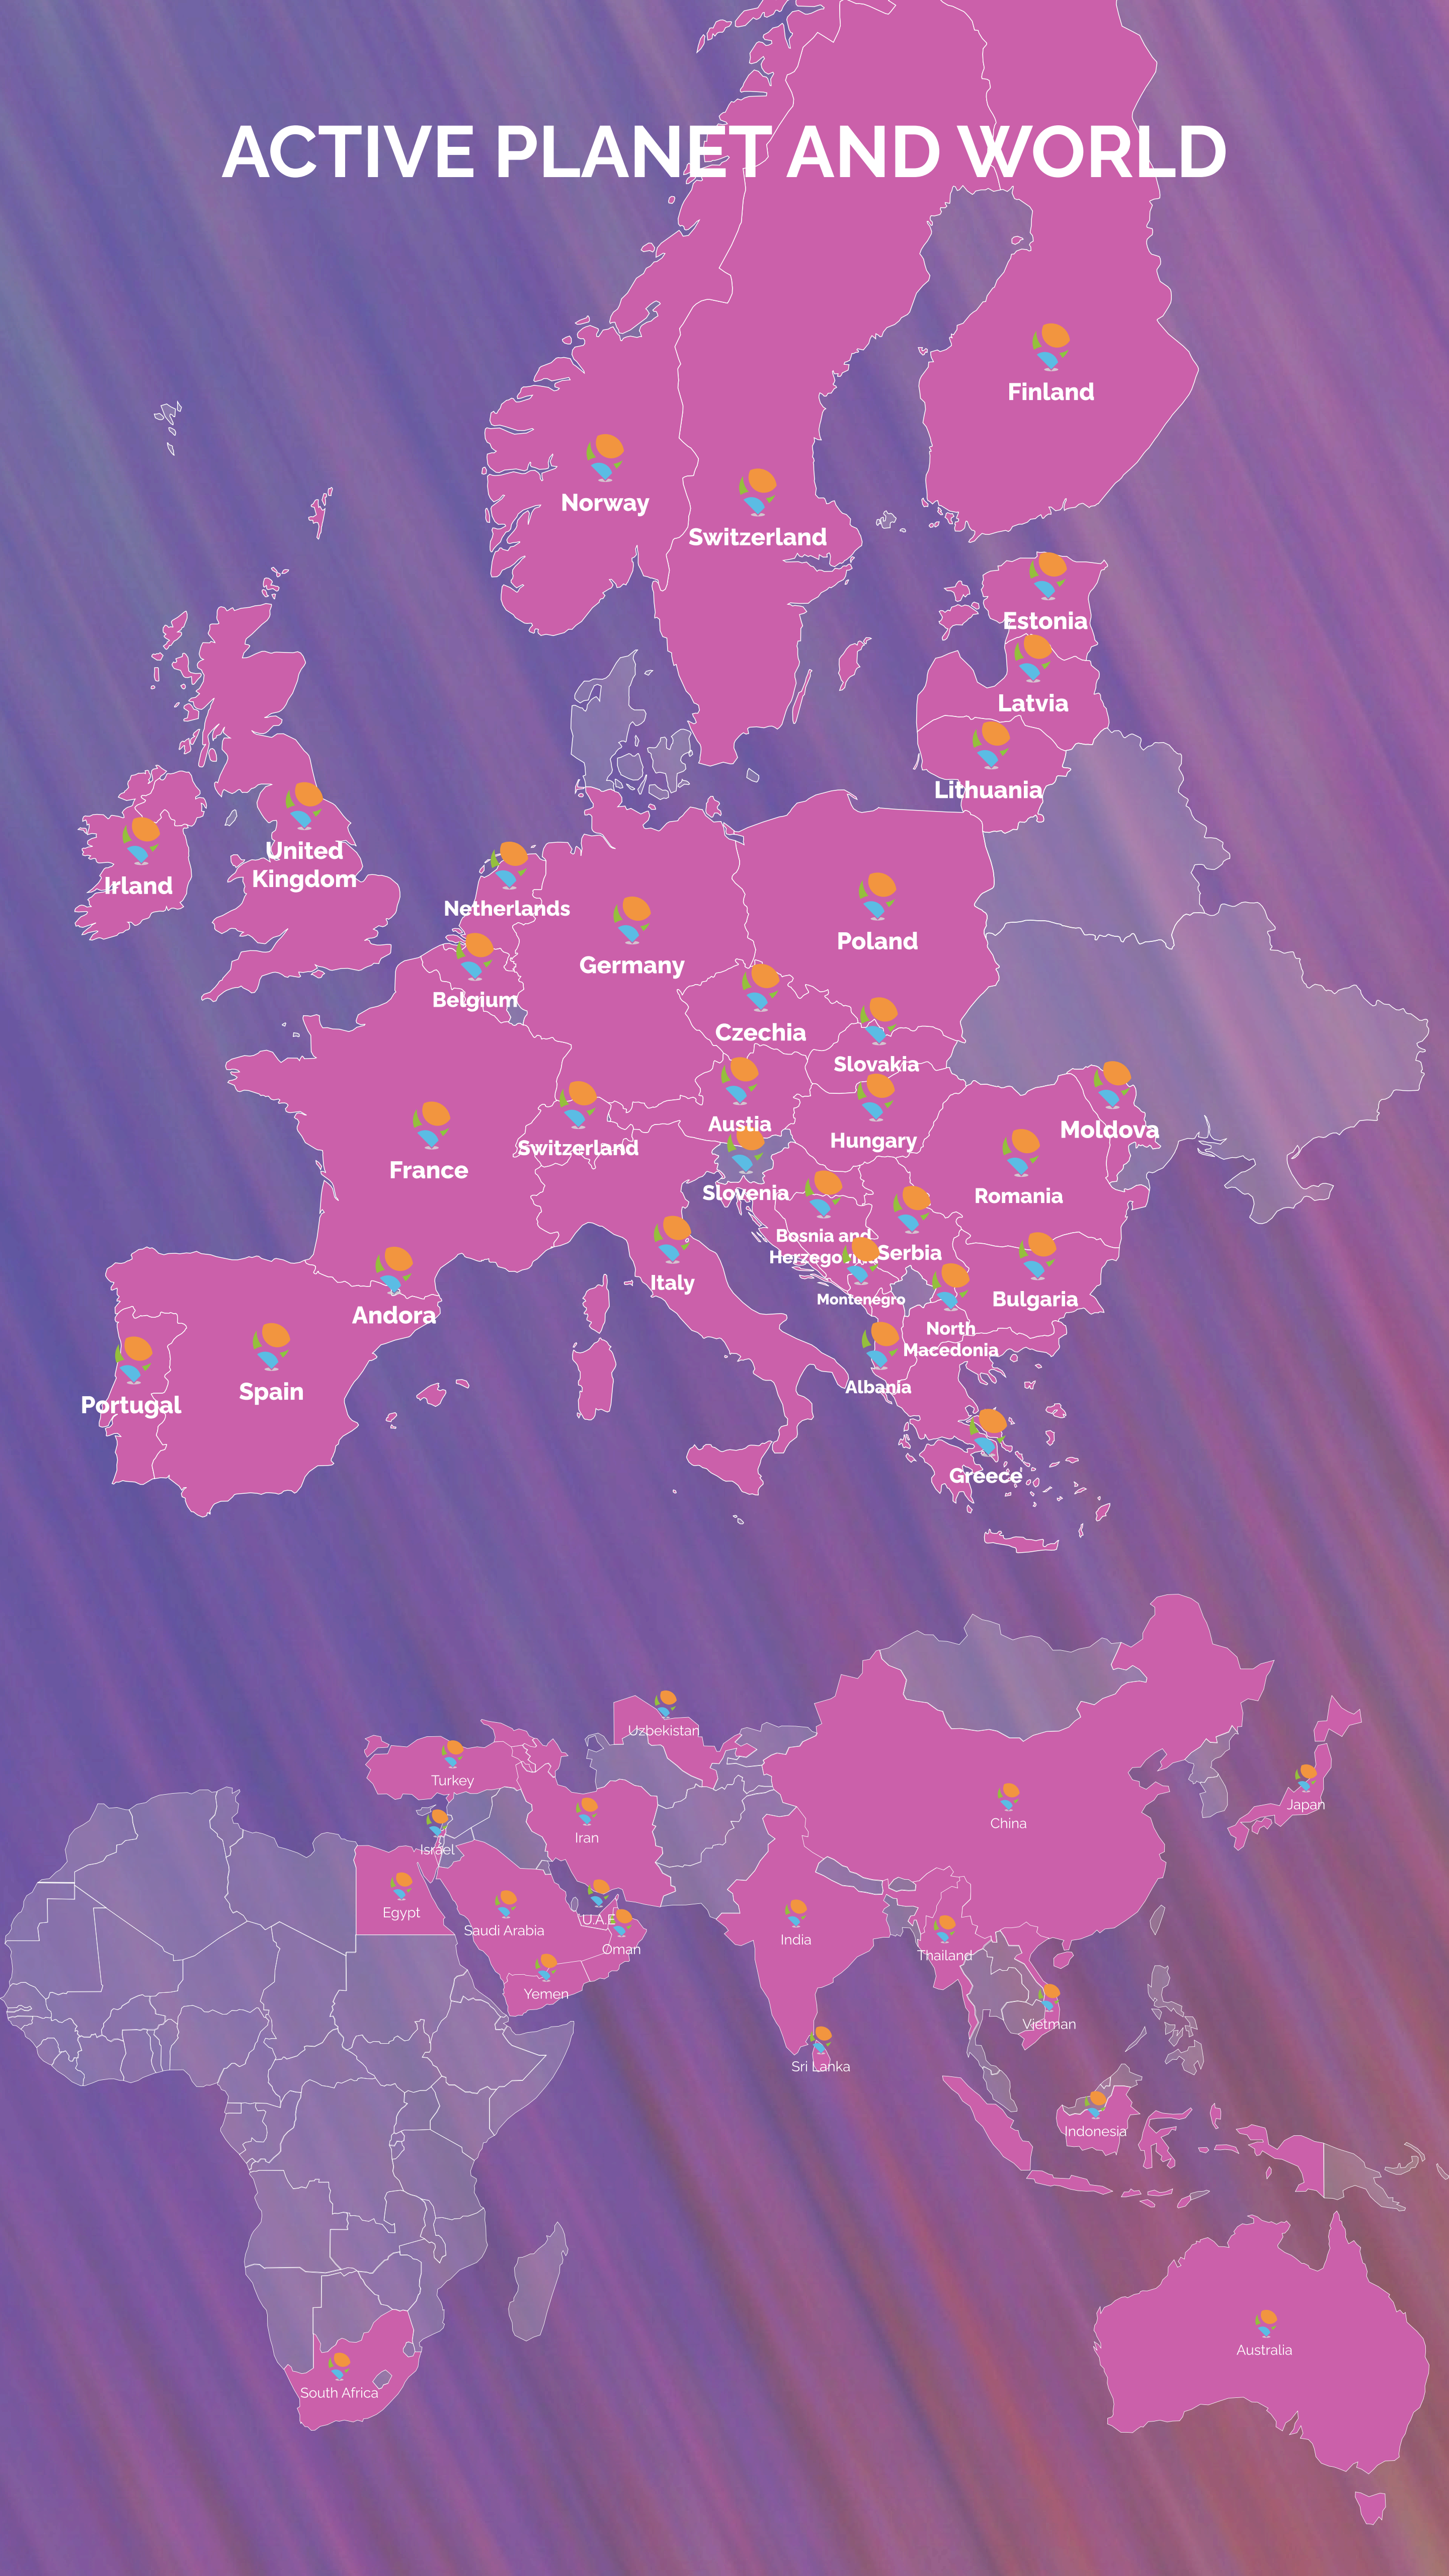 ACTIVE PLANET AND WORLD
Finland
Norway
Switzerland
Estonia
Latvia
Lithuania
United
Kingdom
Irland
Netherlands
Poland
Germany
Belgium
Czechia
Slovakia
Austia
Moldova
Hungary
Switzerland
France
Slovenia
Romania
Bosnia and
Herzegovina
Serbia
Italy
Montenegro
Bulgaria
Andora
North
Macedonia
Albania
Spain
Portugal
Greece
Uzbekistan
Turkey
Japan
China
Iran
Israel
Egypt
U.A.E
Saudi Arabia
India
Oman
Thailand
Yemen
Vietman
Sri Lanka
Indonesia
Australia
South Africa